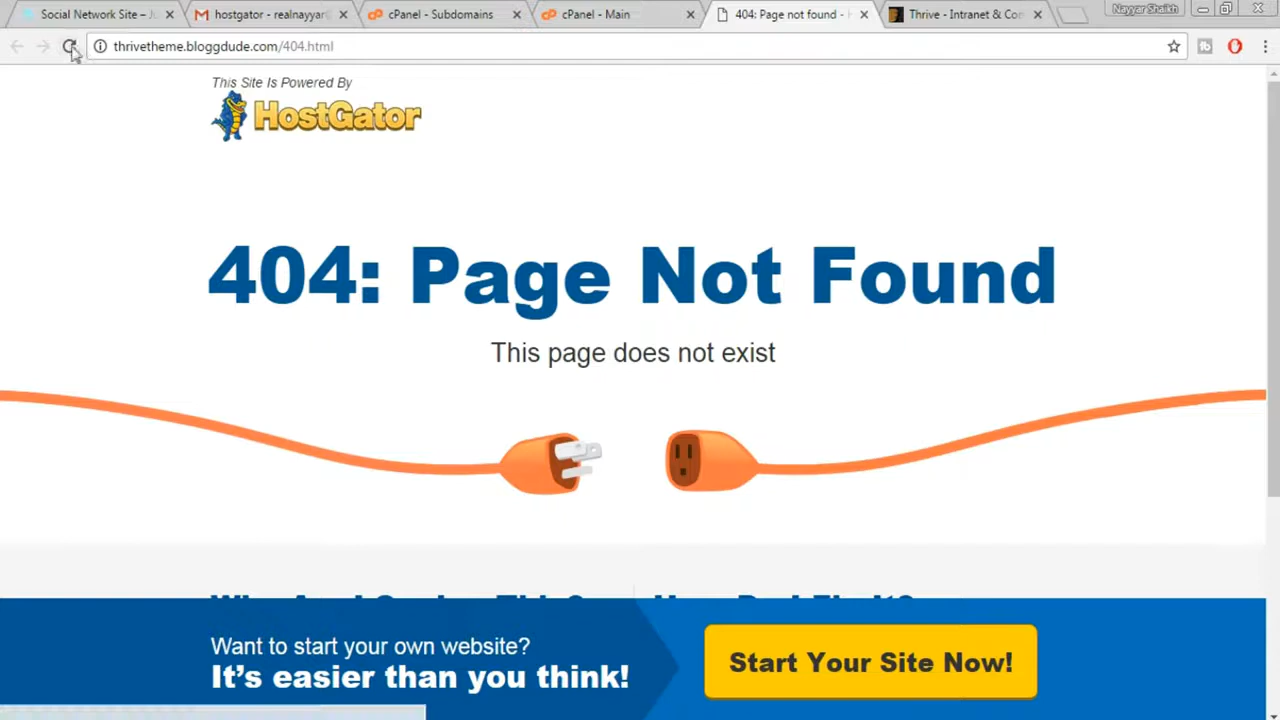 Social Network Site – Ju
hostgator - realnayyar
cPanel - Subdomains
cPanel - Main
404: Page not found -
Thrive - Intranet & Co
Nayyar Shaikh
thrivetheme.bloggdude.com/404.html
This Site Is Powered By
HostGator
404: Page Not Found
This page does not exist
Want to start your own website?
It's easier than you think!
Start Your Site Now!